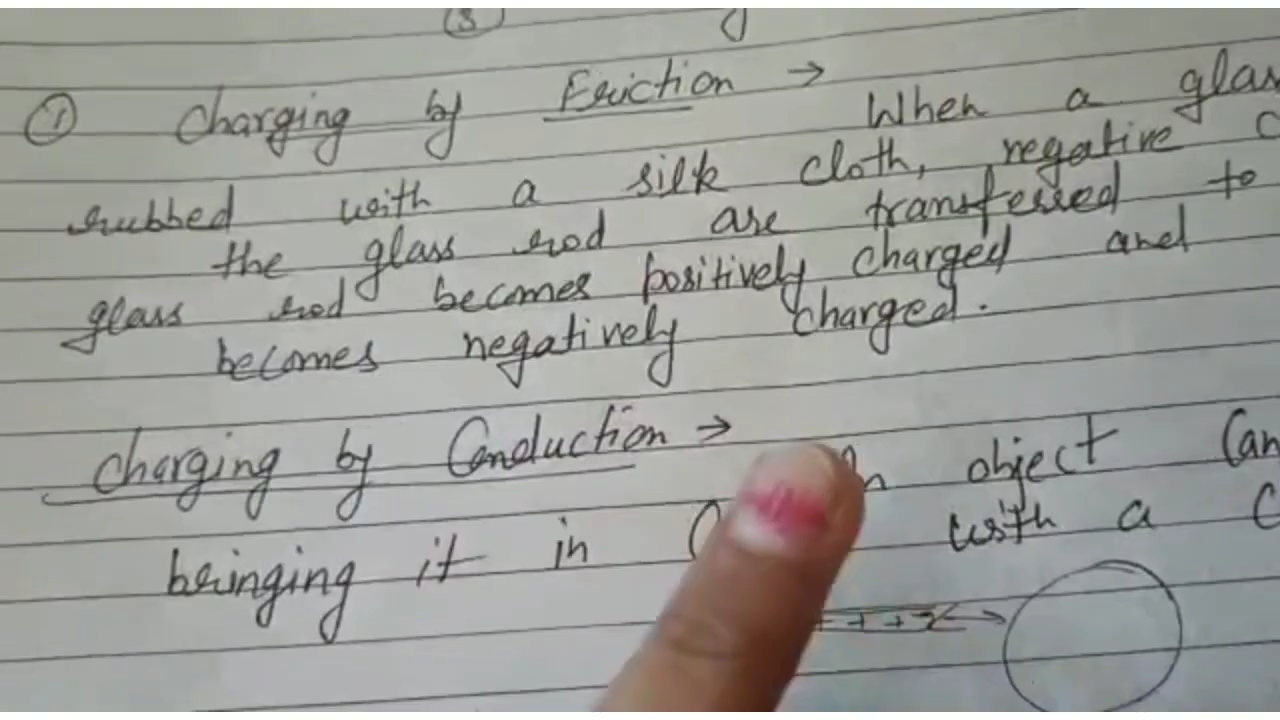 ① Charging by Friction →
When a
rubbed with a silk cloth, negative
the glass rod are transferred to
glass rod becomes positively charged and
becomes negatively charged.
Charging by Conduction →
object Can
bringing it in with a
+ + +